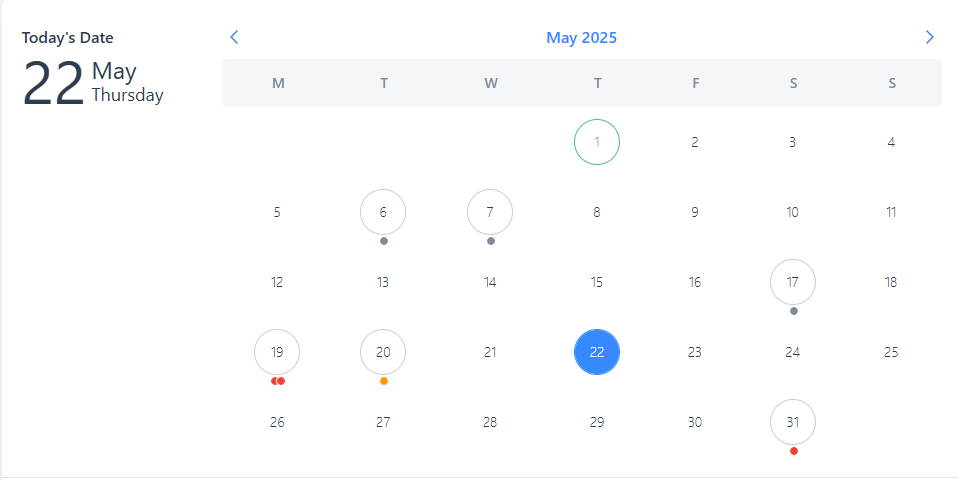 Today's Date
22 May
Thursday
May 2025
M T W T F S S
1 2 3 4
5 6 7 8 9 10 11
12 13 14 15 16 17 18
19 20 21 22 23 24 25
26 27 28 29 30 31